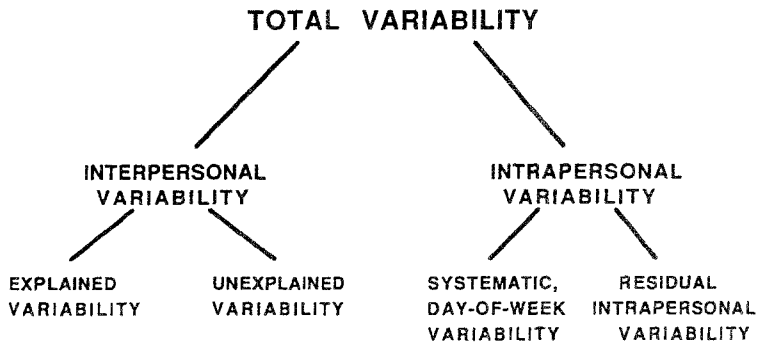 TOTAL VARIABILITY
INTERPERSONAL
VARIABILITY
INTRAPERSONAL
VARIABILITY
EXPLAINED
VARIABILITY
UNEXPLAINED
VARIABILITY
SYSTEMATIC,
DAY-OF-WEEK
VARIABILITY
RESIDUAL
INTRAPERSONAL
VARIABILITY